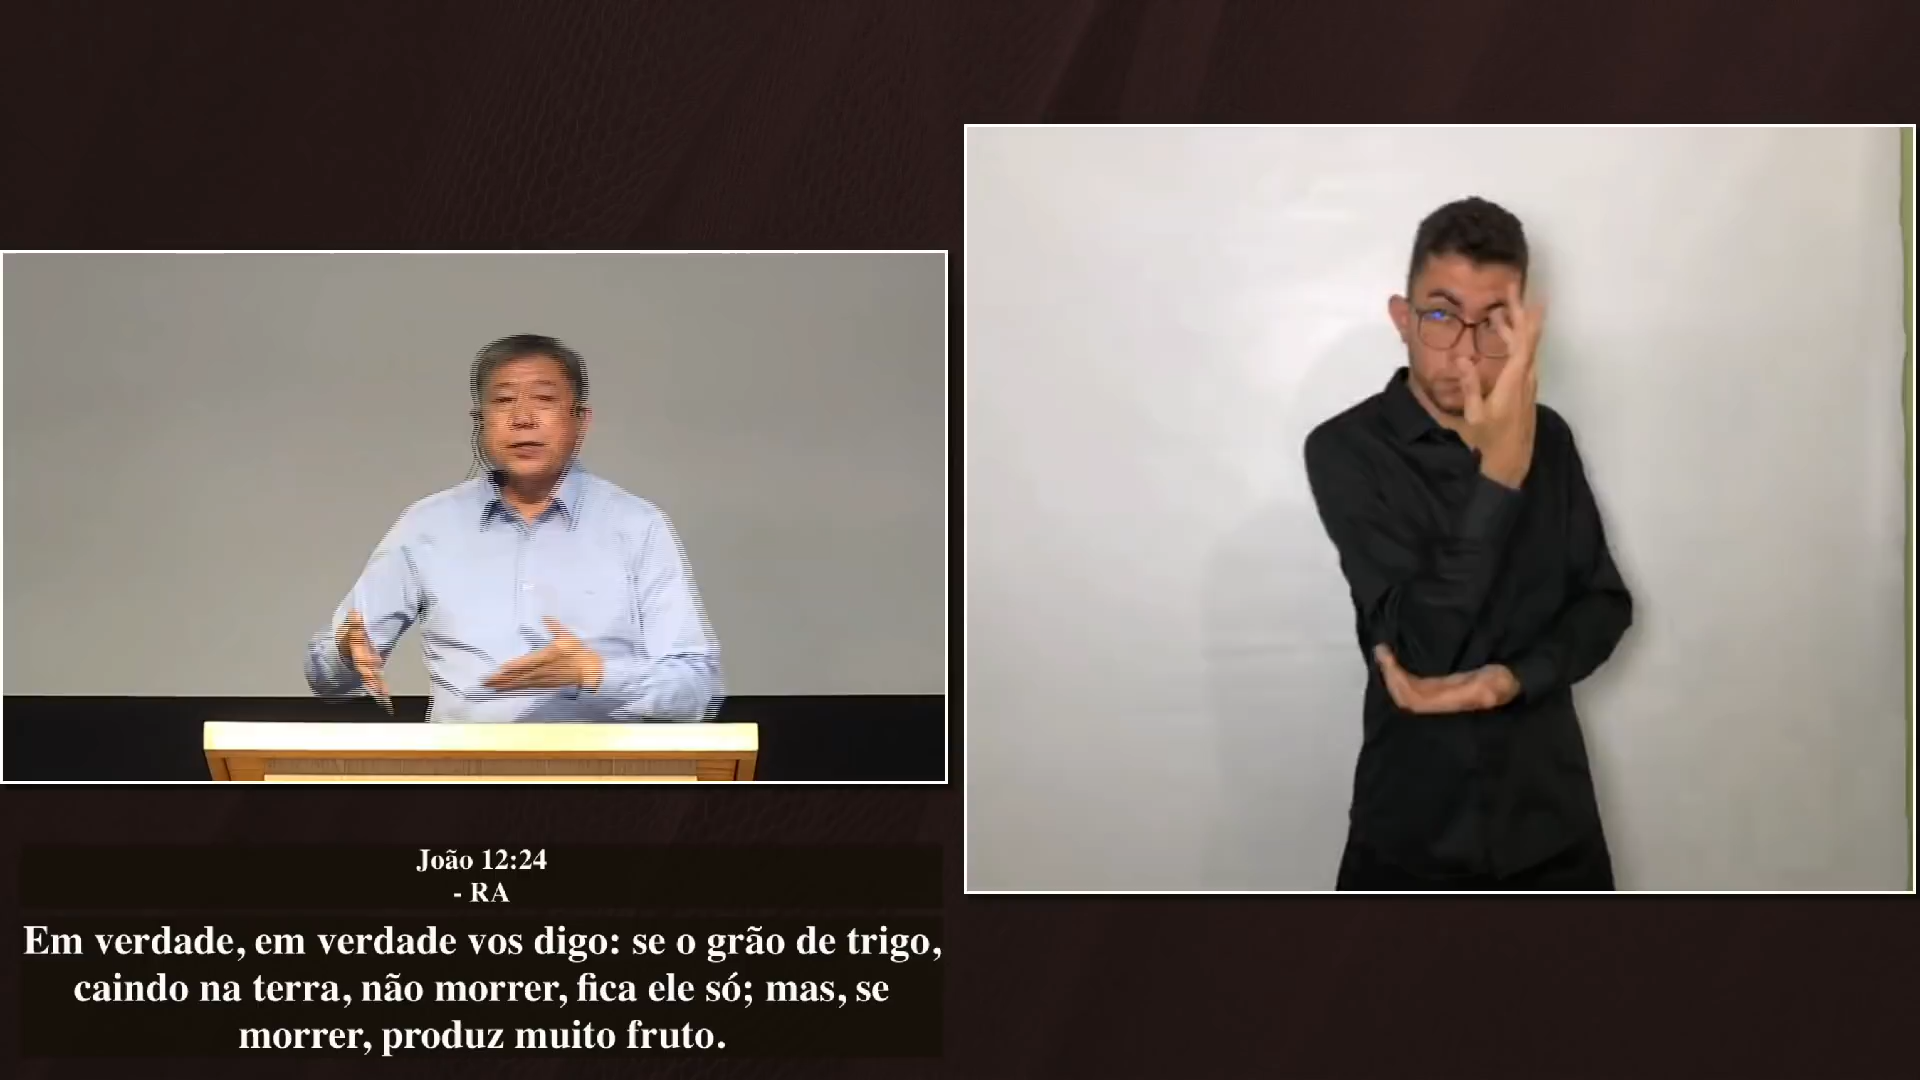 João 12:24
- RA
Em verdade, em verdade vos digo: se o grão de trigo,
caindo na terra, não morrer, fica ele só; mas, se
morrer, produz muito fruto.